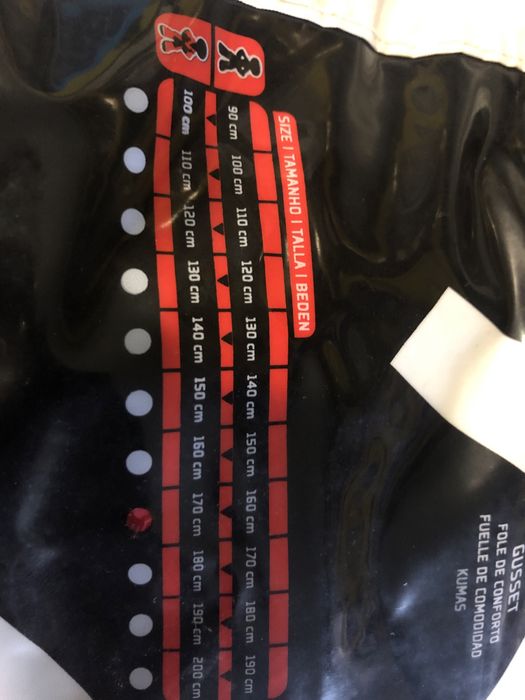 SIZE | TAMANHO | TALLA | BEDEN
90 cm 100 cm 110 cm 120 cm 130 cm 140 cm 150 cm 160 cm 170 cm 180 cm 190 cm
100 cm 110 cm 120 cm 130 cm 140 cm 150 cm 160 cm 170 cm 180 cm 190 cm 200 cm
GUSSET
FOLE DE CONFORTO
FUELLE DE COMODIDAD
KUMAS